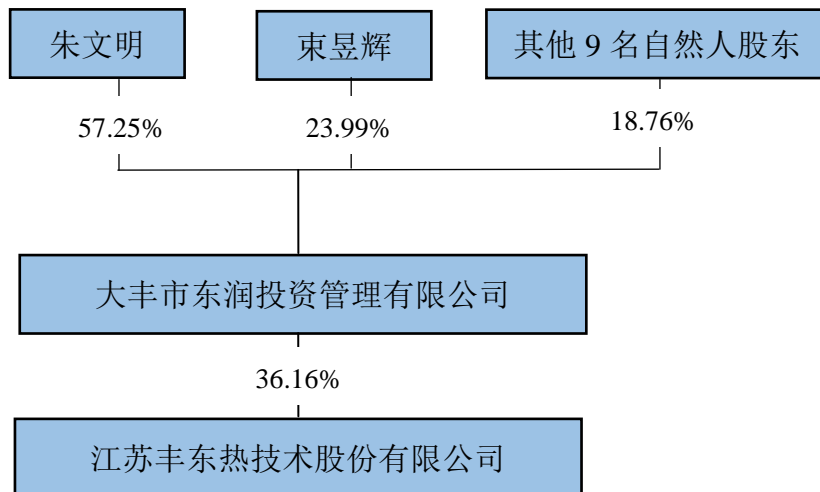 朱文明
束昱辉
其他 9 名自然人股东
57.25%
23.99%
18.76%
大丰市东润投资管理有限公司
36.16%
江苏丰东热技术股份有限公司